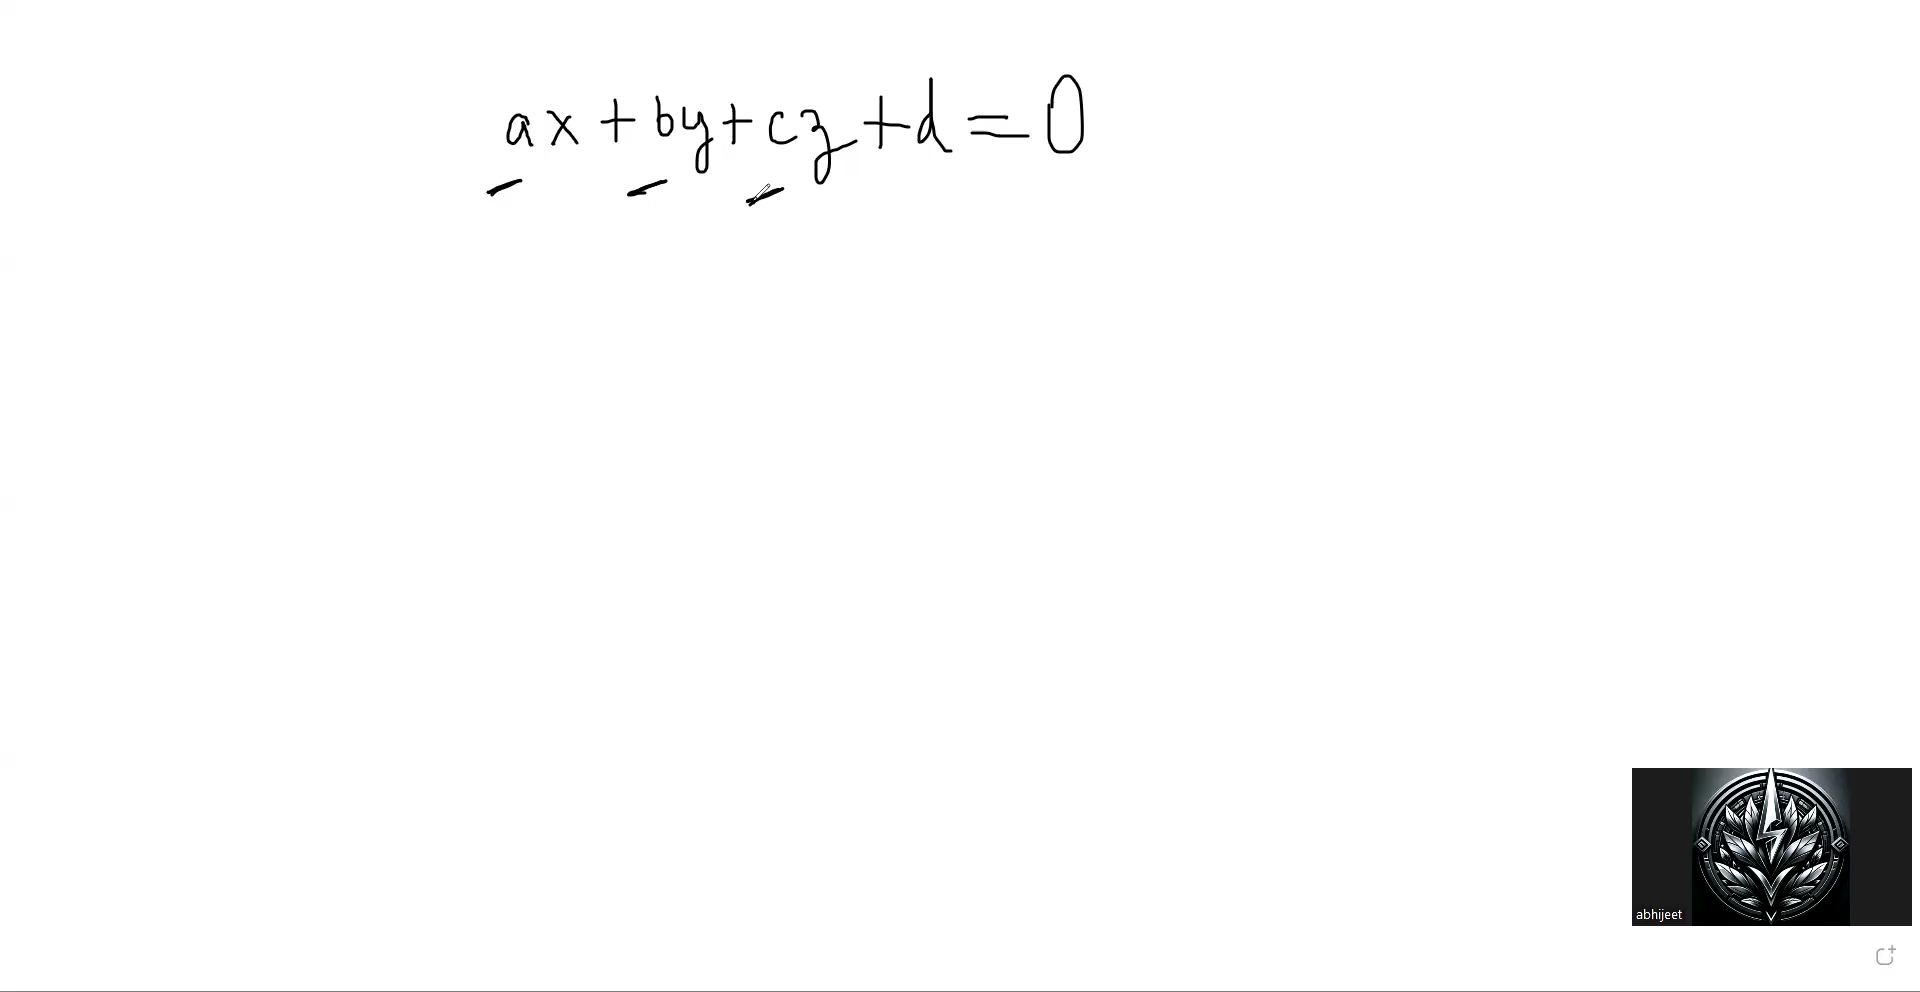 ax + by + cz + d = 0
abhijeet